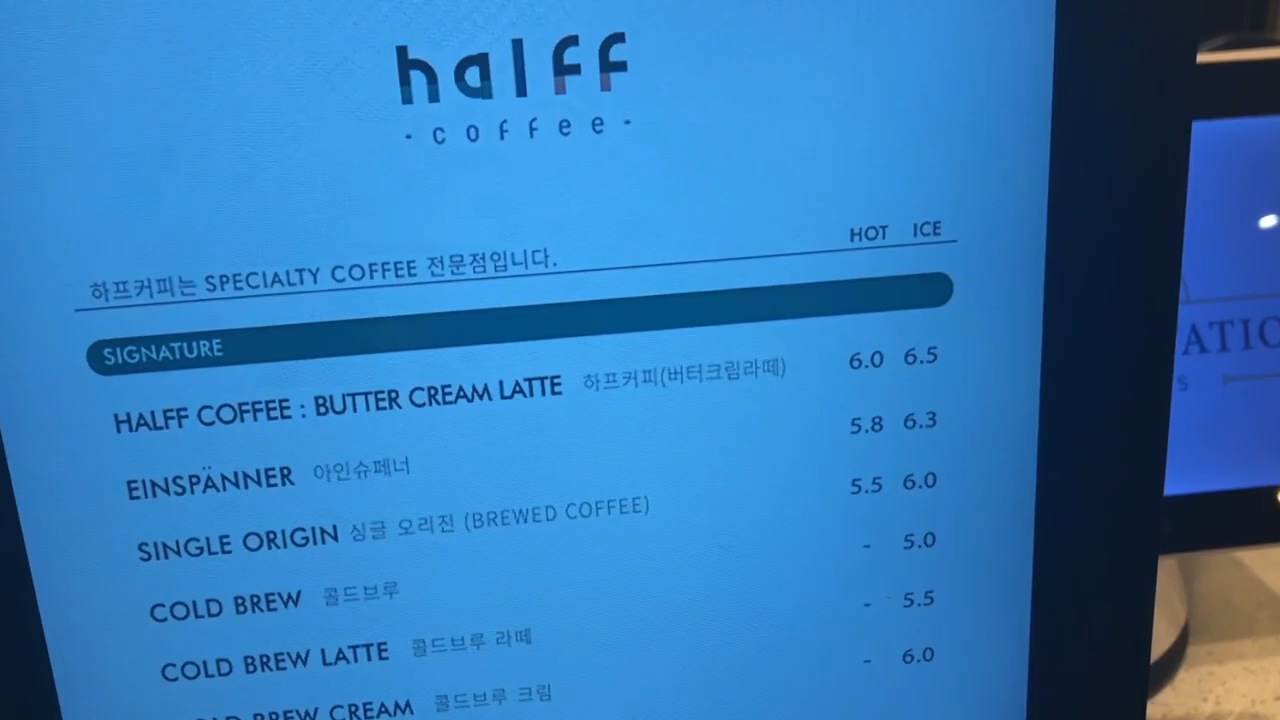 halff
- coffee -
HOT ICE
하프커피는 SPECIALTY COFFEE 전문점입니다.
SIGNATURE
HALFF COFFEE : BUTTER CREAM LATTE 하프커피(버터크림라떼) 6.0 6.5
EINSPÄNNER 아인슈페너 5.8 6.3
SINGLE ORIGIN 싱글 오리진 (BREWED COFFEE) 5.5 6.0
COLD BREW 콜드브루 - 5.0
COLD BREW LATTE 콜드브루 라떼 - 5.5
COLD BREW CREAM 콜드브루 크림 - 6.0